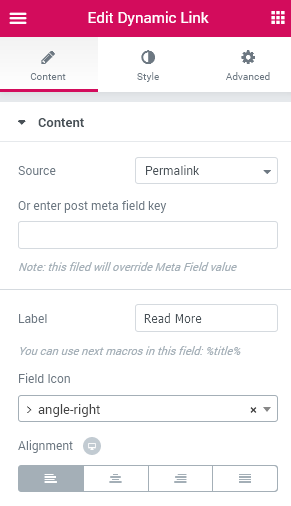 Edit Dynamic Link
Content Style Advanced
Content
Source Permalink
Or enter post meta field key
Note: this filed will override Meta Field value
Label Read More
You can use next macros in this field: %title%
Field Icon
angle-right ×
Alignment